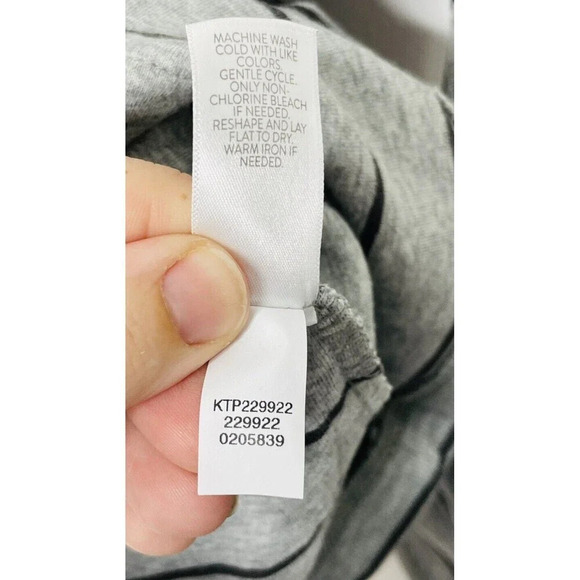 MACHINE WASH
COLD WITH LIKE
COLORS.
GENTLE CYCLE.
ONLY NON-
CHLORINE BLEACH
IF NEEDED.
RESHAPE AND LAY
FLAT TO DRY.
WARM IRON IF
NEEDED.
KTP229922
229922
0205839